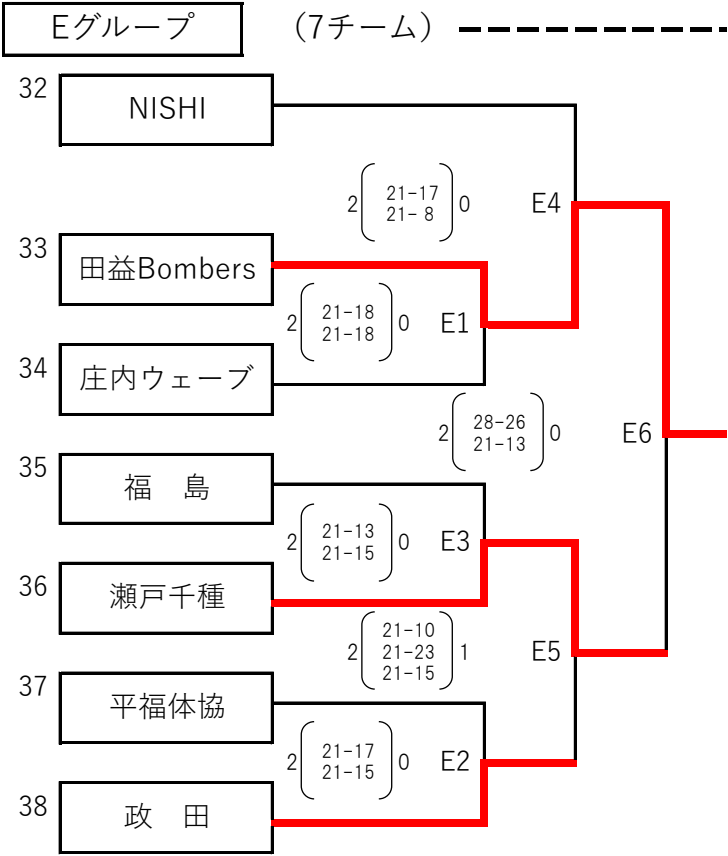 Eグループ （7チーム）
32 NISHI
2 21-17 0 E4
21- 8
33 田益Bombers
2 21-18 0 E1
21-18
34 庄内ウェーブ
2 28-26 0 E6
21-13
35 福　島
2 21-13 0 E3
21-15
36 瀬戸千種
21-10
2 21-23 1 E5
21-15
37 平福体協
2 21-17 0 E2
21-15
38 政　田